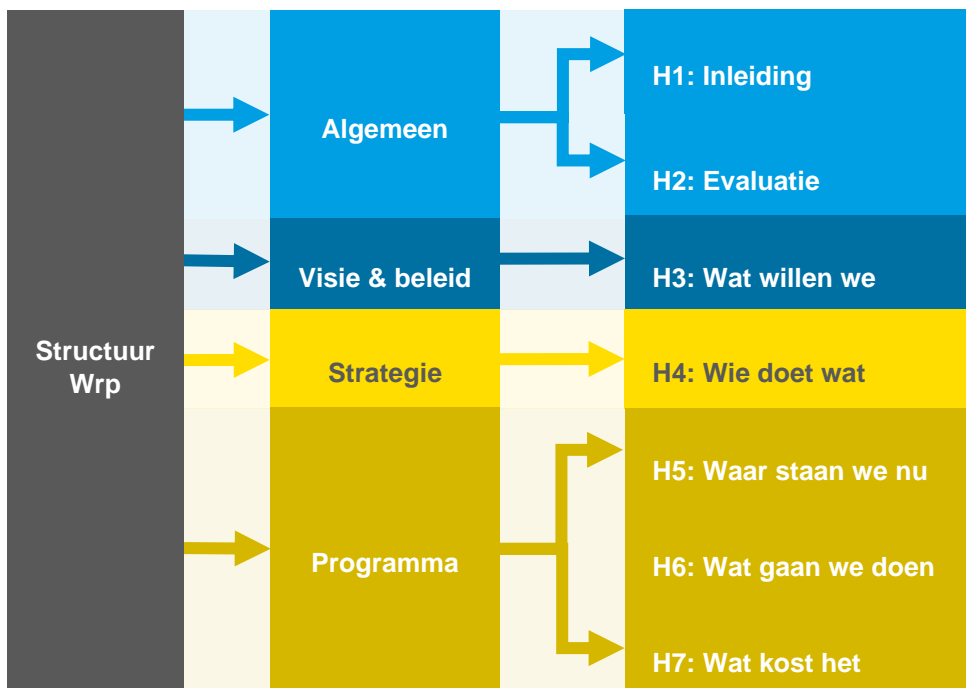 Structuur
Wrp
Algemeen
H1: Inleiding
H2: Evaluatie
Visie & beleid
H3: Wat willen we
Strategie
H4: Wie doet wat
Programma
H5: Waar staan we nu
H6: Wat gaan we doen
H7: Wat kost het